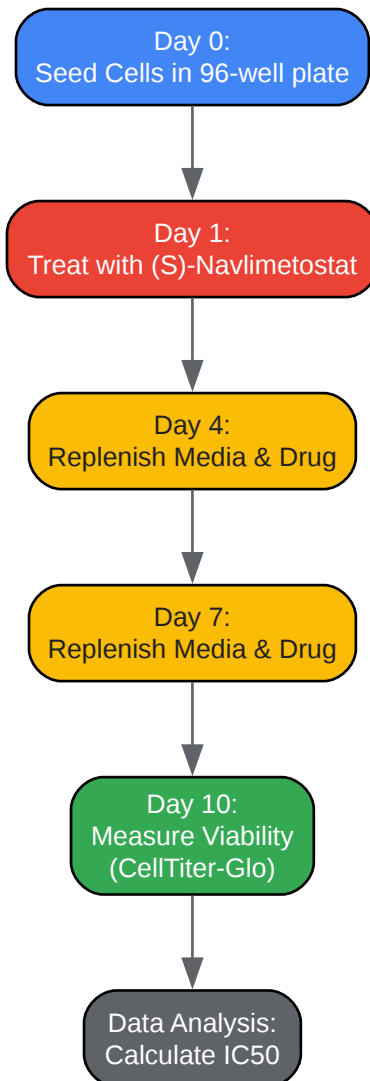 Day 0:
Seed Cells in 96-well plate
Day 1:
Treat with (S)-Navlimetostat
Day 4:
Replenish Media & Drug
Day 7:
Replenish Media & Drug
Day 10:
Measure Viability
(CellTiter-Glo)
Data Analysis:
Calculate IC50